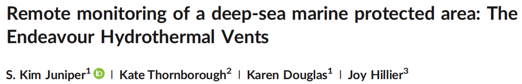 Remote monitoring of a deep-sea marine protected area: The
Endeavour Hydrothermal Vents
S. Kim Juniper1 iD | Kate Thornborough2 | Karen Douglas1 | Joy Hillier3